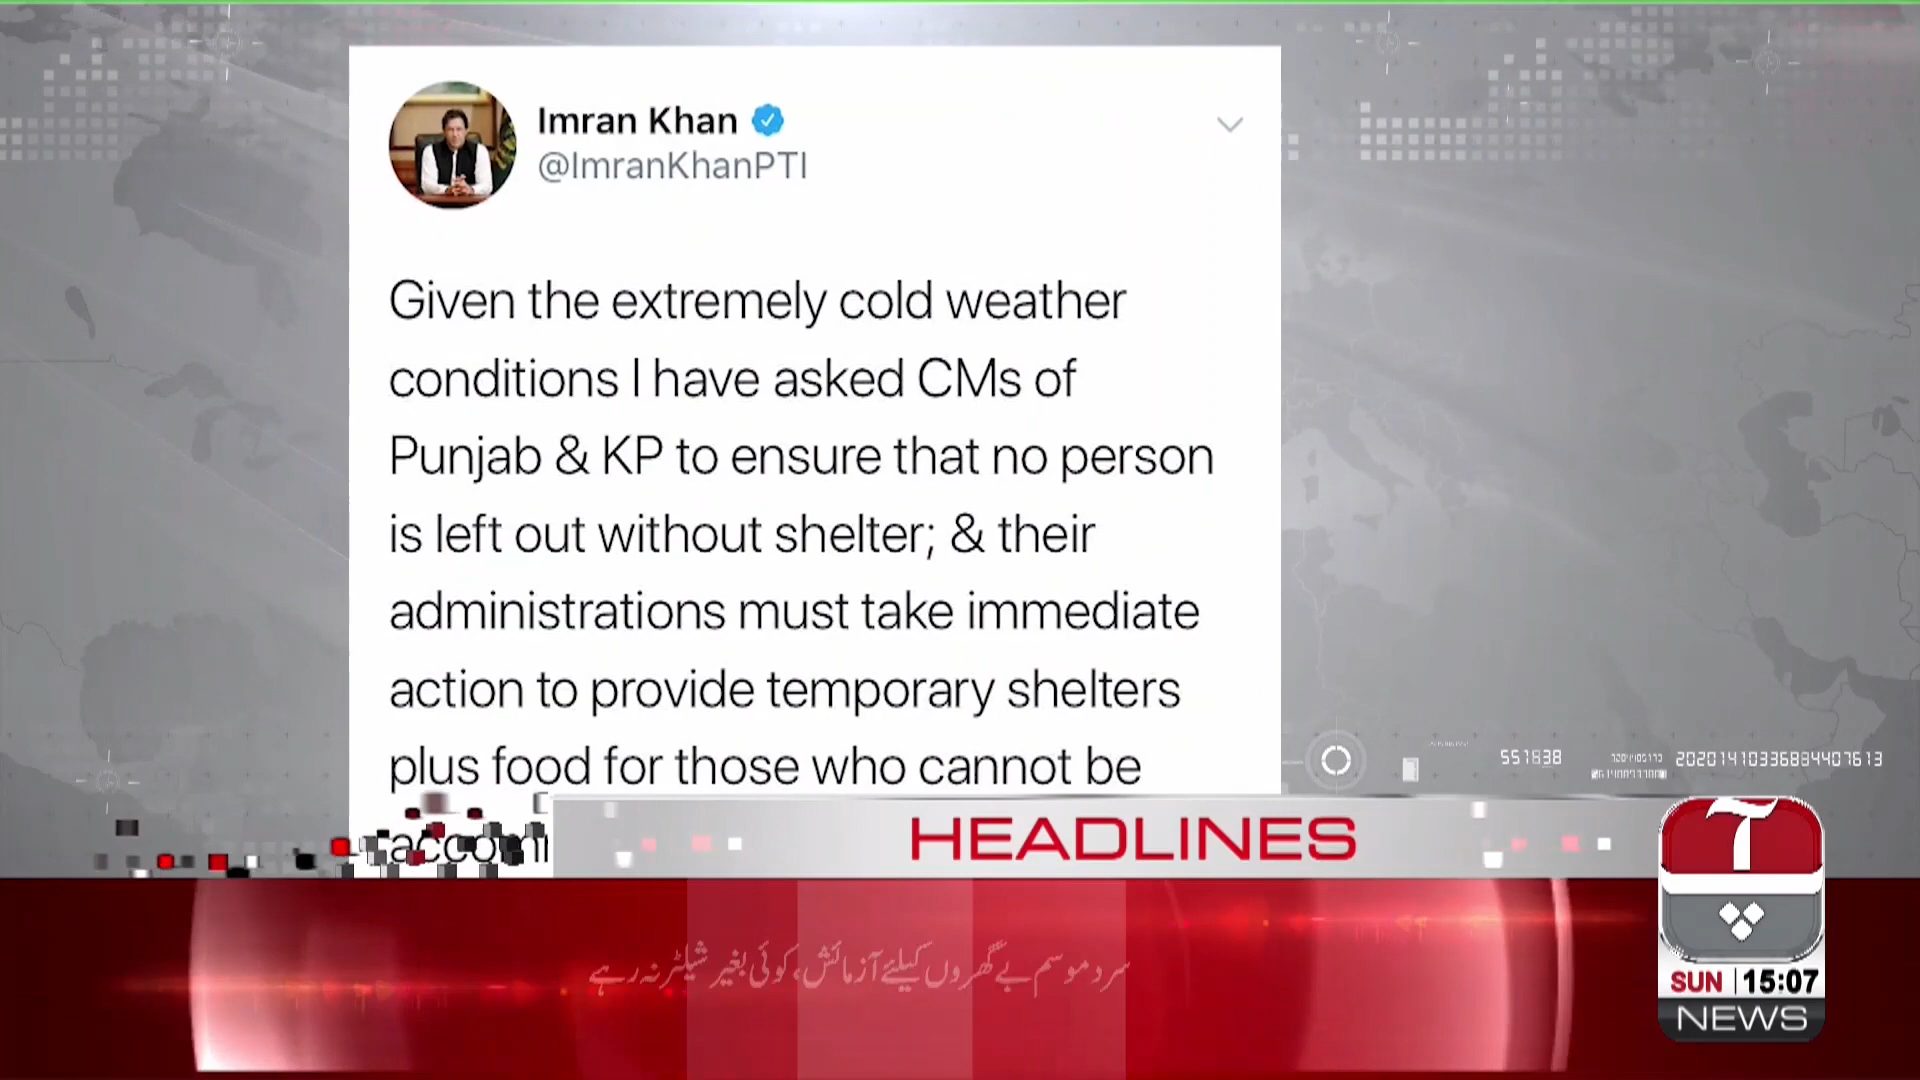 Imran Khan
@ImranKhanPTI
Given the extremely cold weather
conditions I have asked CMs of
Punjab & KP to ensure that no person
is left out without shelter; & their
administrations must take immediate
action to provide temporary shelters
plus food for those who cannot be
551838
HEADLINES
سرد موسم بے گھروں کیلئے آزمائش، کوئی بغیر شیلٹر نہ رہے
SUN 15:07
NEWS